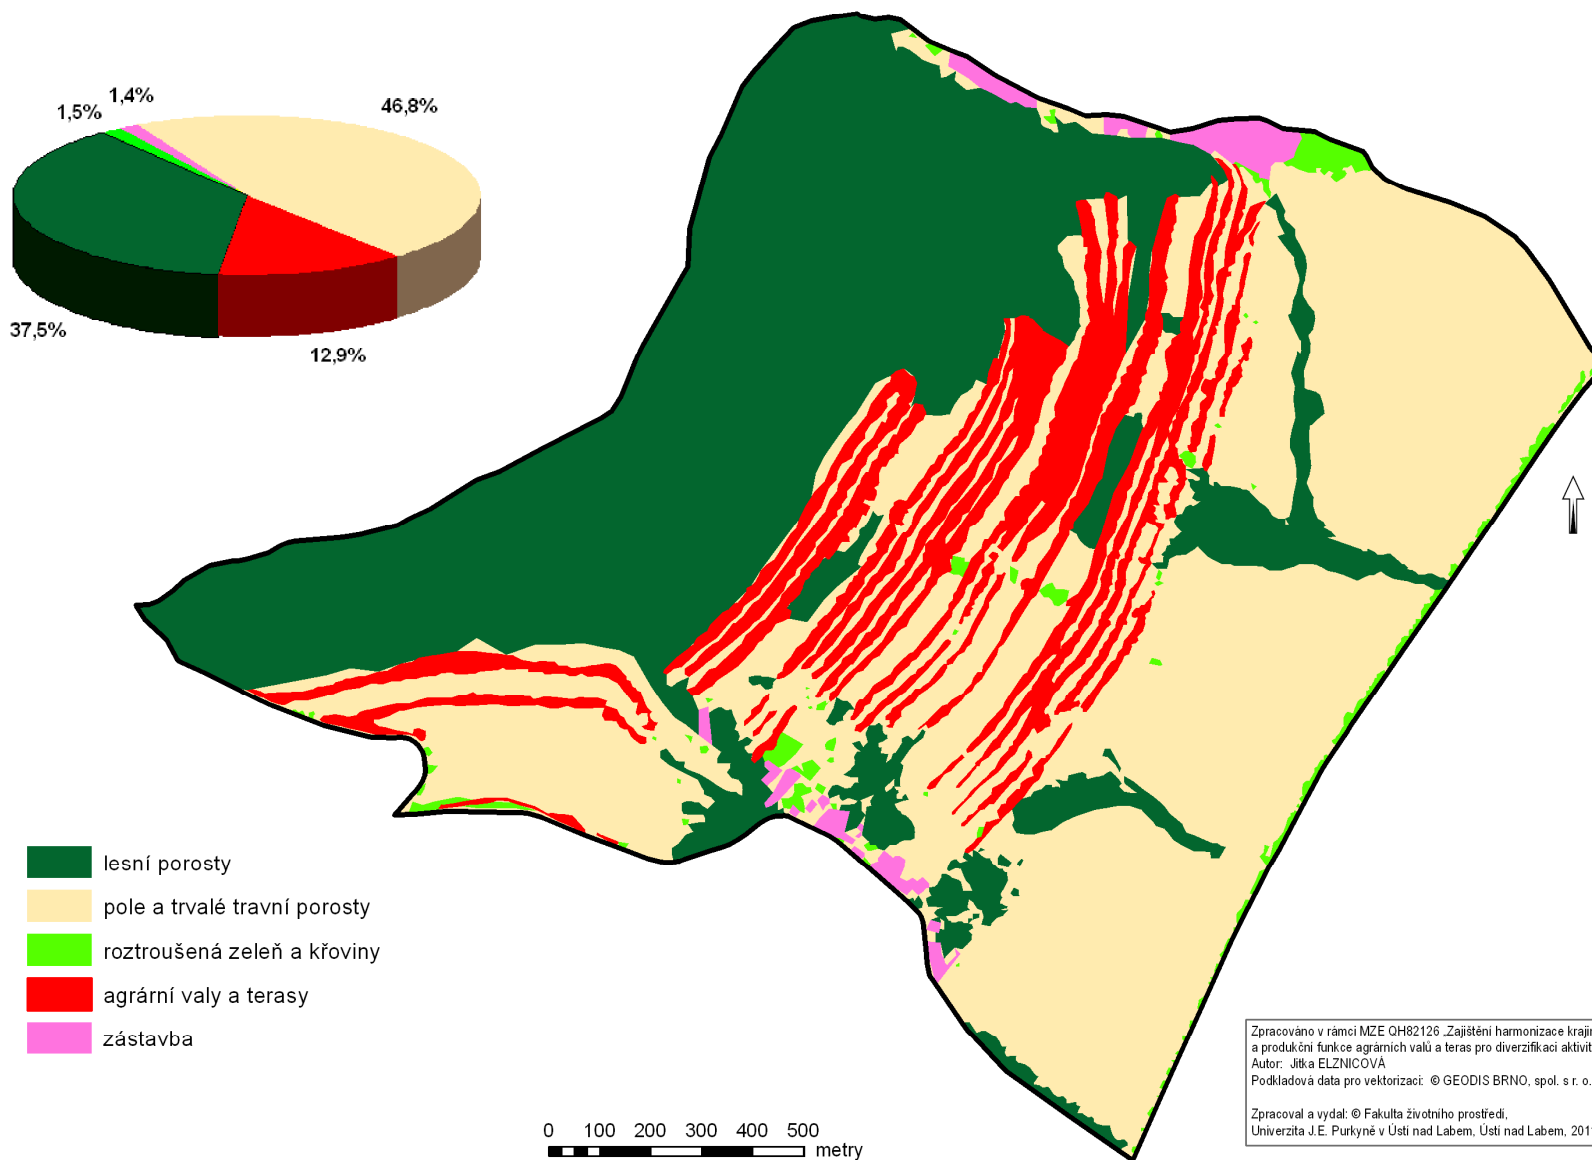 1,5%
1,4%
46,8%
37,5%
12,9%
lesní porosty
pole a trvalé travní porosty
roztroušená zeleň a křoviny
agrární valy a terasy
zástavba
0 100 200 300 400 500
metry
Zpracováno v rámci MZE QH82126 „Zajištění harmonizace
a produkční funkce agrárních valů a teras pro diverzifikaci aktivit
Autor: Jitka ELZNICOVÁ
Podkladová data pro vektorizaci: © GEODIS BRNO, spol. s r. o.
Zpracoval a vydal: © Fakulta životního prostředí,
Univerzita J.E. Purkyně v Ústí nad Labem, Ústí nad Labem,